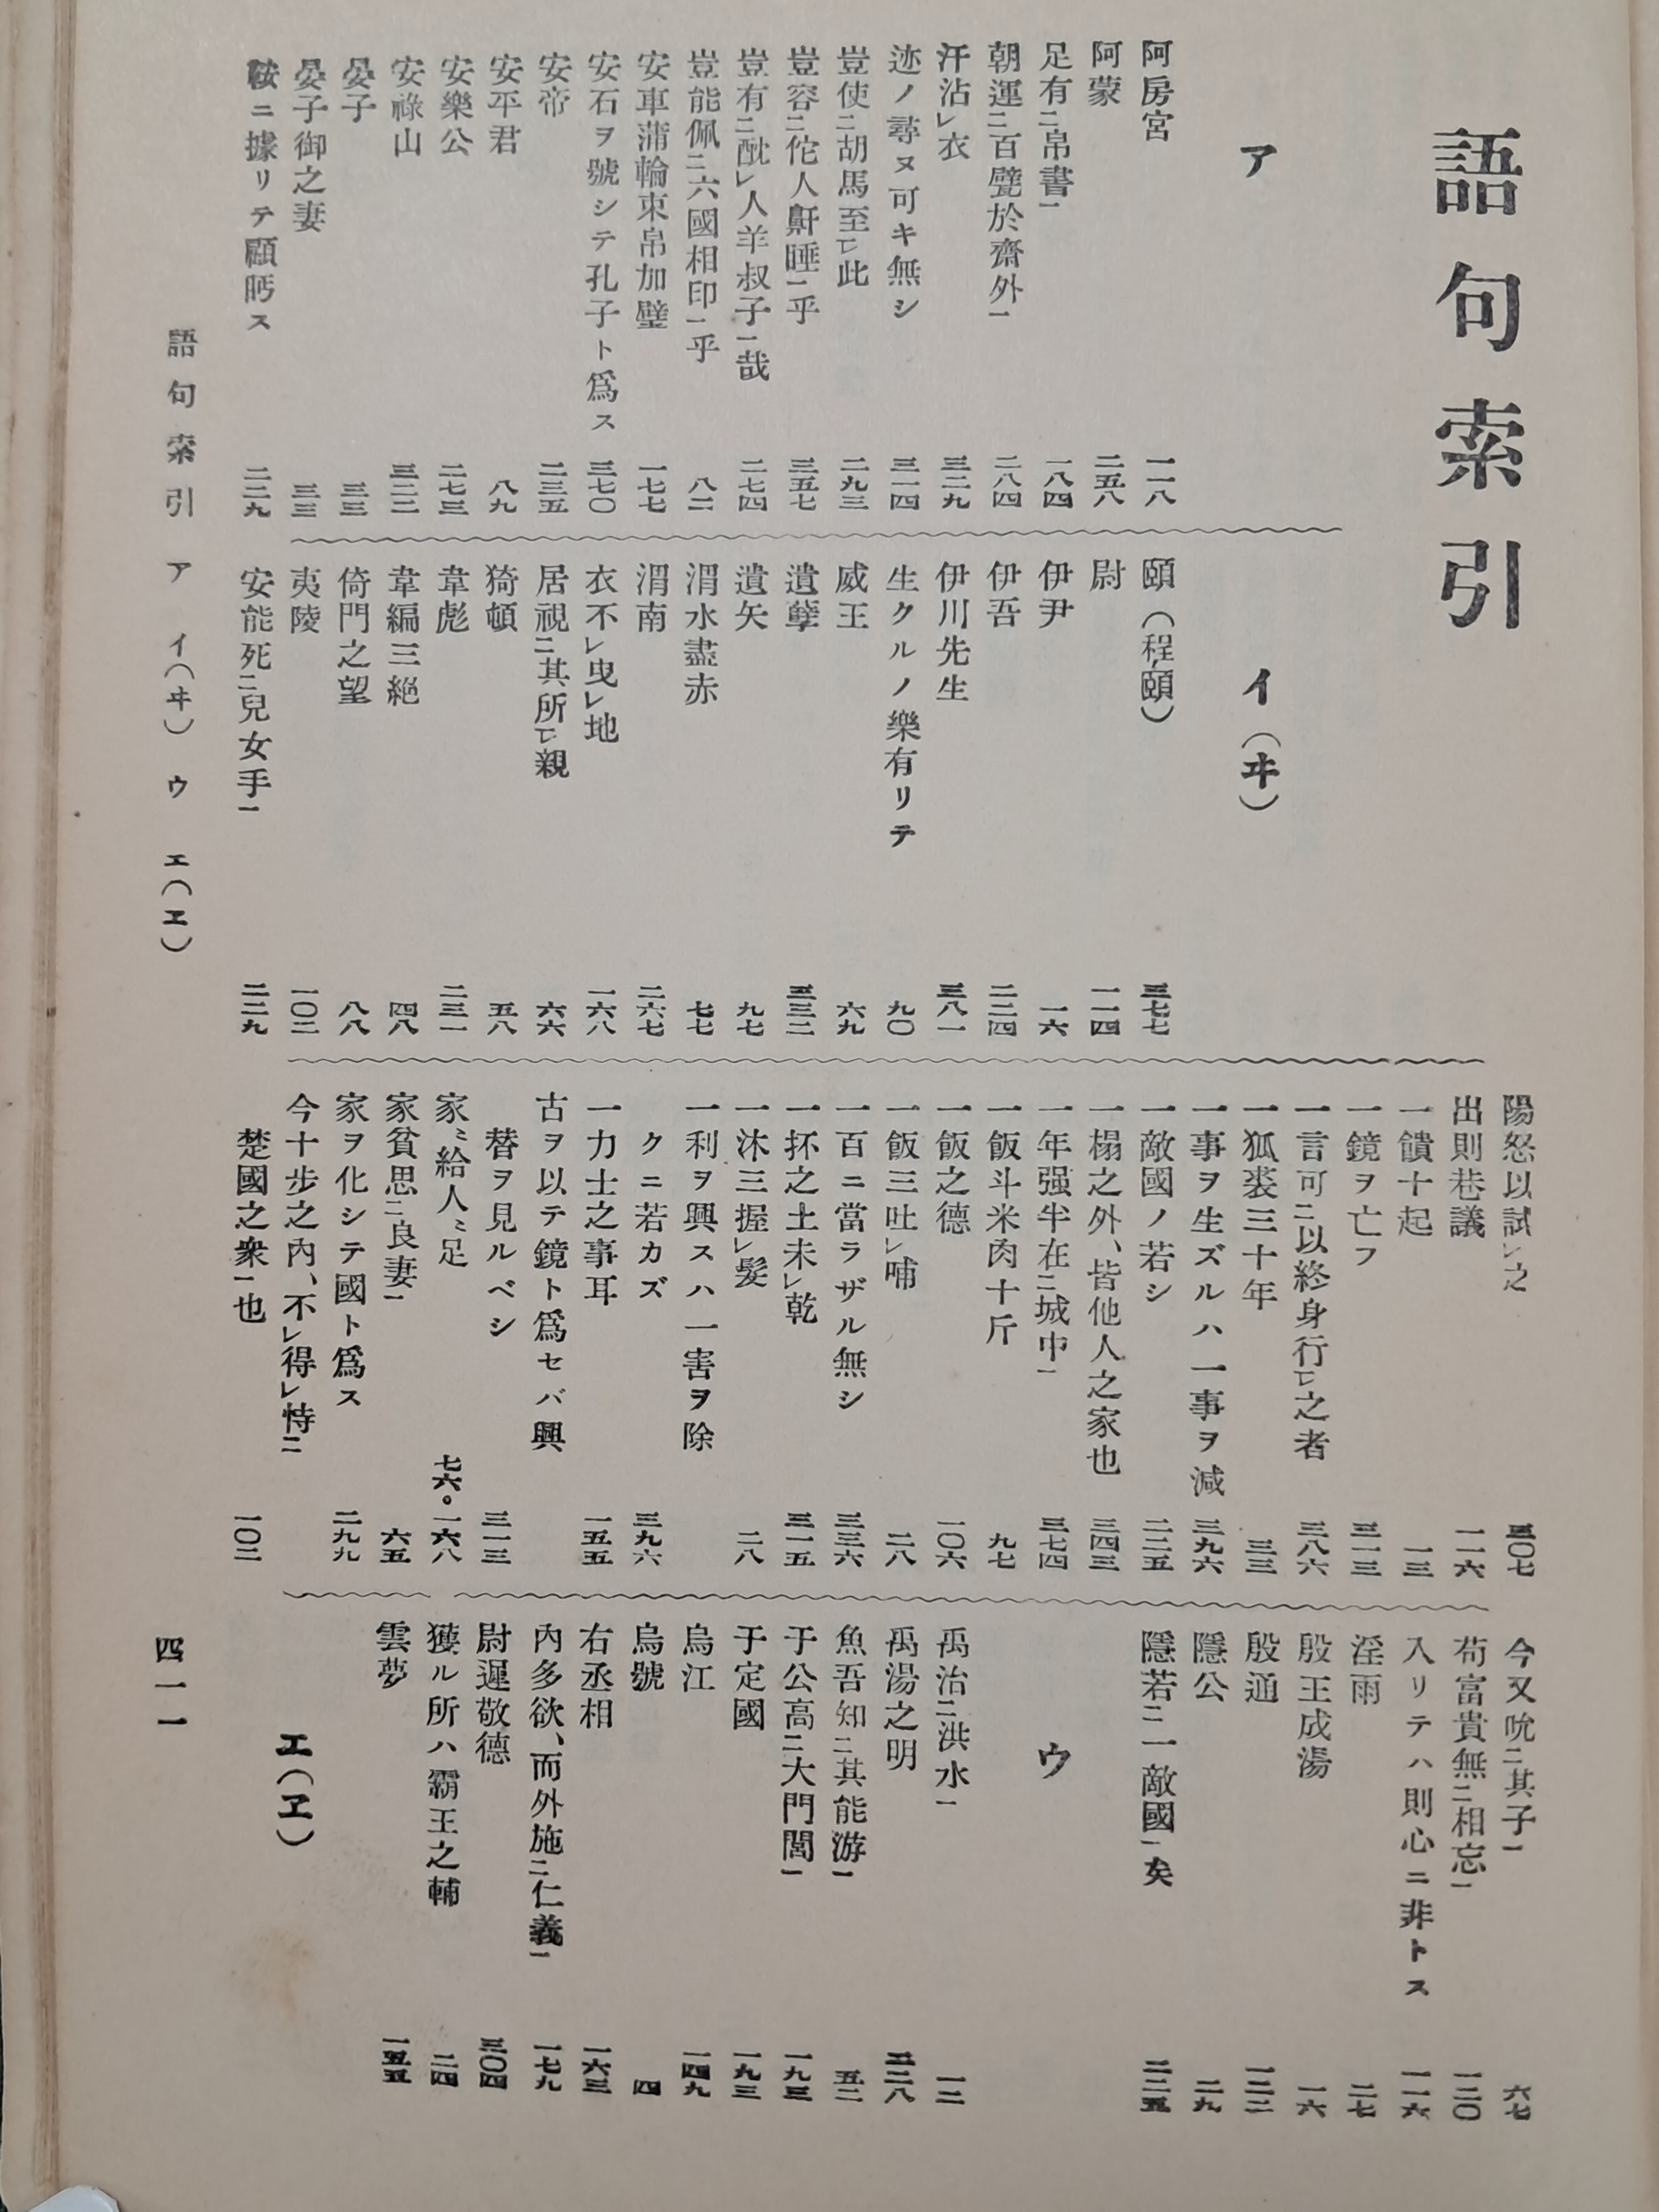 語句索引
ア
阿房宮 一一八
阿蒙 二五八
足有㆓帛書㆒ 一八四
朝運㆓百甓於齋外㆒ 二八四
汗沾㆑衣 三二九
迹ノ尋ヌ可キ無シ 三一四
豈使㆓胡馬至㆑此 二九三
豈容㆓佗人鼾睡㆒乎 三五七
豈有㆓酖㆑人羊叔子㆒哉 二七四
豈能佩㆓六國相印㆒乎 八二
安車蒲輪束帛加璧 一七七
安石ヲ號シテ孔子ト爲ス 三七〇
安帝 二三五
安平君 八九
安樂公 二七三
安祿山 三二二
晏子 三三
晏子御之妻 三三
鞍ニ據リテ顧眄ス 二二九
イ(ヰ)
頤(程頤) 三七七
尉 一一四
伊尹 一六
伊吾 二二四
伊川先生 三八一
生クルノ樂有リテ 九〇
威王 六九
遺孽 三三二
遺矢 九七
渭水盡赤 七七
渭南 二六七
衣不㆑曳㆑地 一六八
居視㆓其所㆒㆑親 六六
猗頓 五八
韋彪 二三一
韋編三絕 四八
倚門之望 八八
夷陵 一〇二
安能死㆓兒女手㆒ 二二九
陽怒以試㆑之 三〇七
出則巷議 一一六
一饋十起 一三
一鏡ヲ亡フ 三一三
一言可㆓以終身行㆒㆑之者 三八六
一狐裘三十年 三三
一事ヲ生ズルハ一事ヲ減 三九六
一敵國ノ若シ 二二五
一榻之外、皆他人之家也 三四三
一年强半在㆓城中㆒ 三七四
一飯斗米肉十斤 九七
一飯之德 一〇六
一飯三吐㆑哺 二八
一百ニ當ラザル無シ 三三六
一抔之土未㆑乾 三一五
一沐三握㆑髮 二八
一利ヲ興スハ一害ヲ除
クニ若カズ 三九六
一力士之事耳 一五五
古ヲ以テ鏡ト爲セバ興
替ヲ見ルベシ 三一三
家〻給人〻足 七六。一六八
家貧思㆓良妻㆒ 六五
家ヲ化シテ國ト爲ス 二九九
今十步之內、不㆑得㆑恃㆓
楚國之衆㆒也 一〇二
今又吮㆓其子㆒ 六七
苟富貴無㆓相忘㆒ 一二〇
入リテハ則心ニ非トス 一一六
淫雨 二七
殷王成湯 一六
殷通 一二二
隱公 二九
隱若㆓一敵國㆒矣 二二五
ウ
禹治㆓洪水㆒ 一二
禹湯之明 三二八
魚吾知㆓其能游㆒ 五二
于公高㆓大門閭㆒ 一九三
于定國 一九三
烏江 一四九
烏號 四
右丞相 一六三
內多欲、而外施㆓仁義㆒ 一七九
尉遲敬德 三〇四
獲ル所ハ霸王之輔 二四
雲夢 一五五
エ(ヱ)
語句索引 ア イ(ヰ) ウ エ(ヱ)
四一一